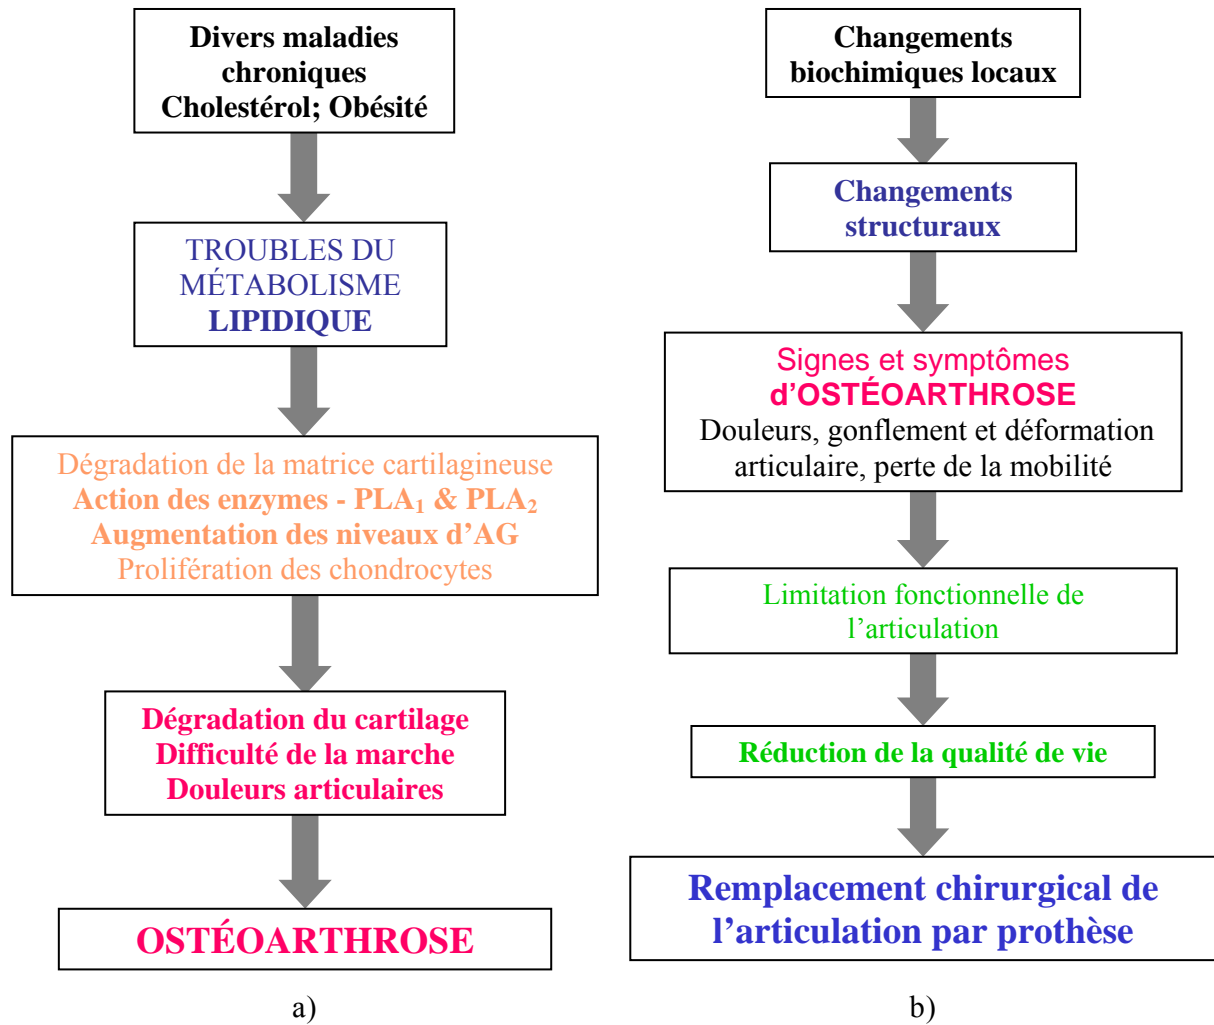 Divers maladies
chroniques
Cholestérol; Obésité
TROUBLES DU
MÉTABOLISME
LIPIDIQUE
Dégradation de la matrice cartilagineuse
Action des enzymes - PLA₁ & PLA₂
Augmentation des niveaux d’AG
Prolifération des chondrocytes
Dégradation du cartilage
Difficulté de la marche
Douleurs articulaires
OSTÉOARTHROSE
a)
Changements
biochimiques locaux
Changements
structuraux
Signes et symptômes
d’OSTÉOARTHROSE
Douleurs, gonflement et déformation
articulaire, perte de la mobilité
Limitation fonctionnelle de
l’articulation
Réduction de la qualité de vie
Remplacement chirurgical de
l’articulation par prothèse
b)